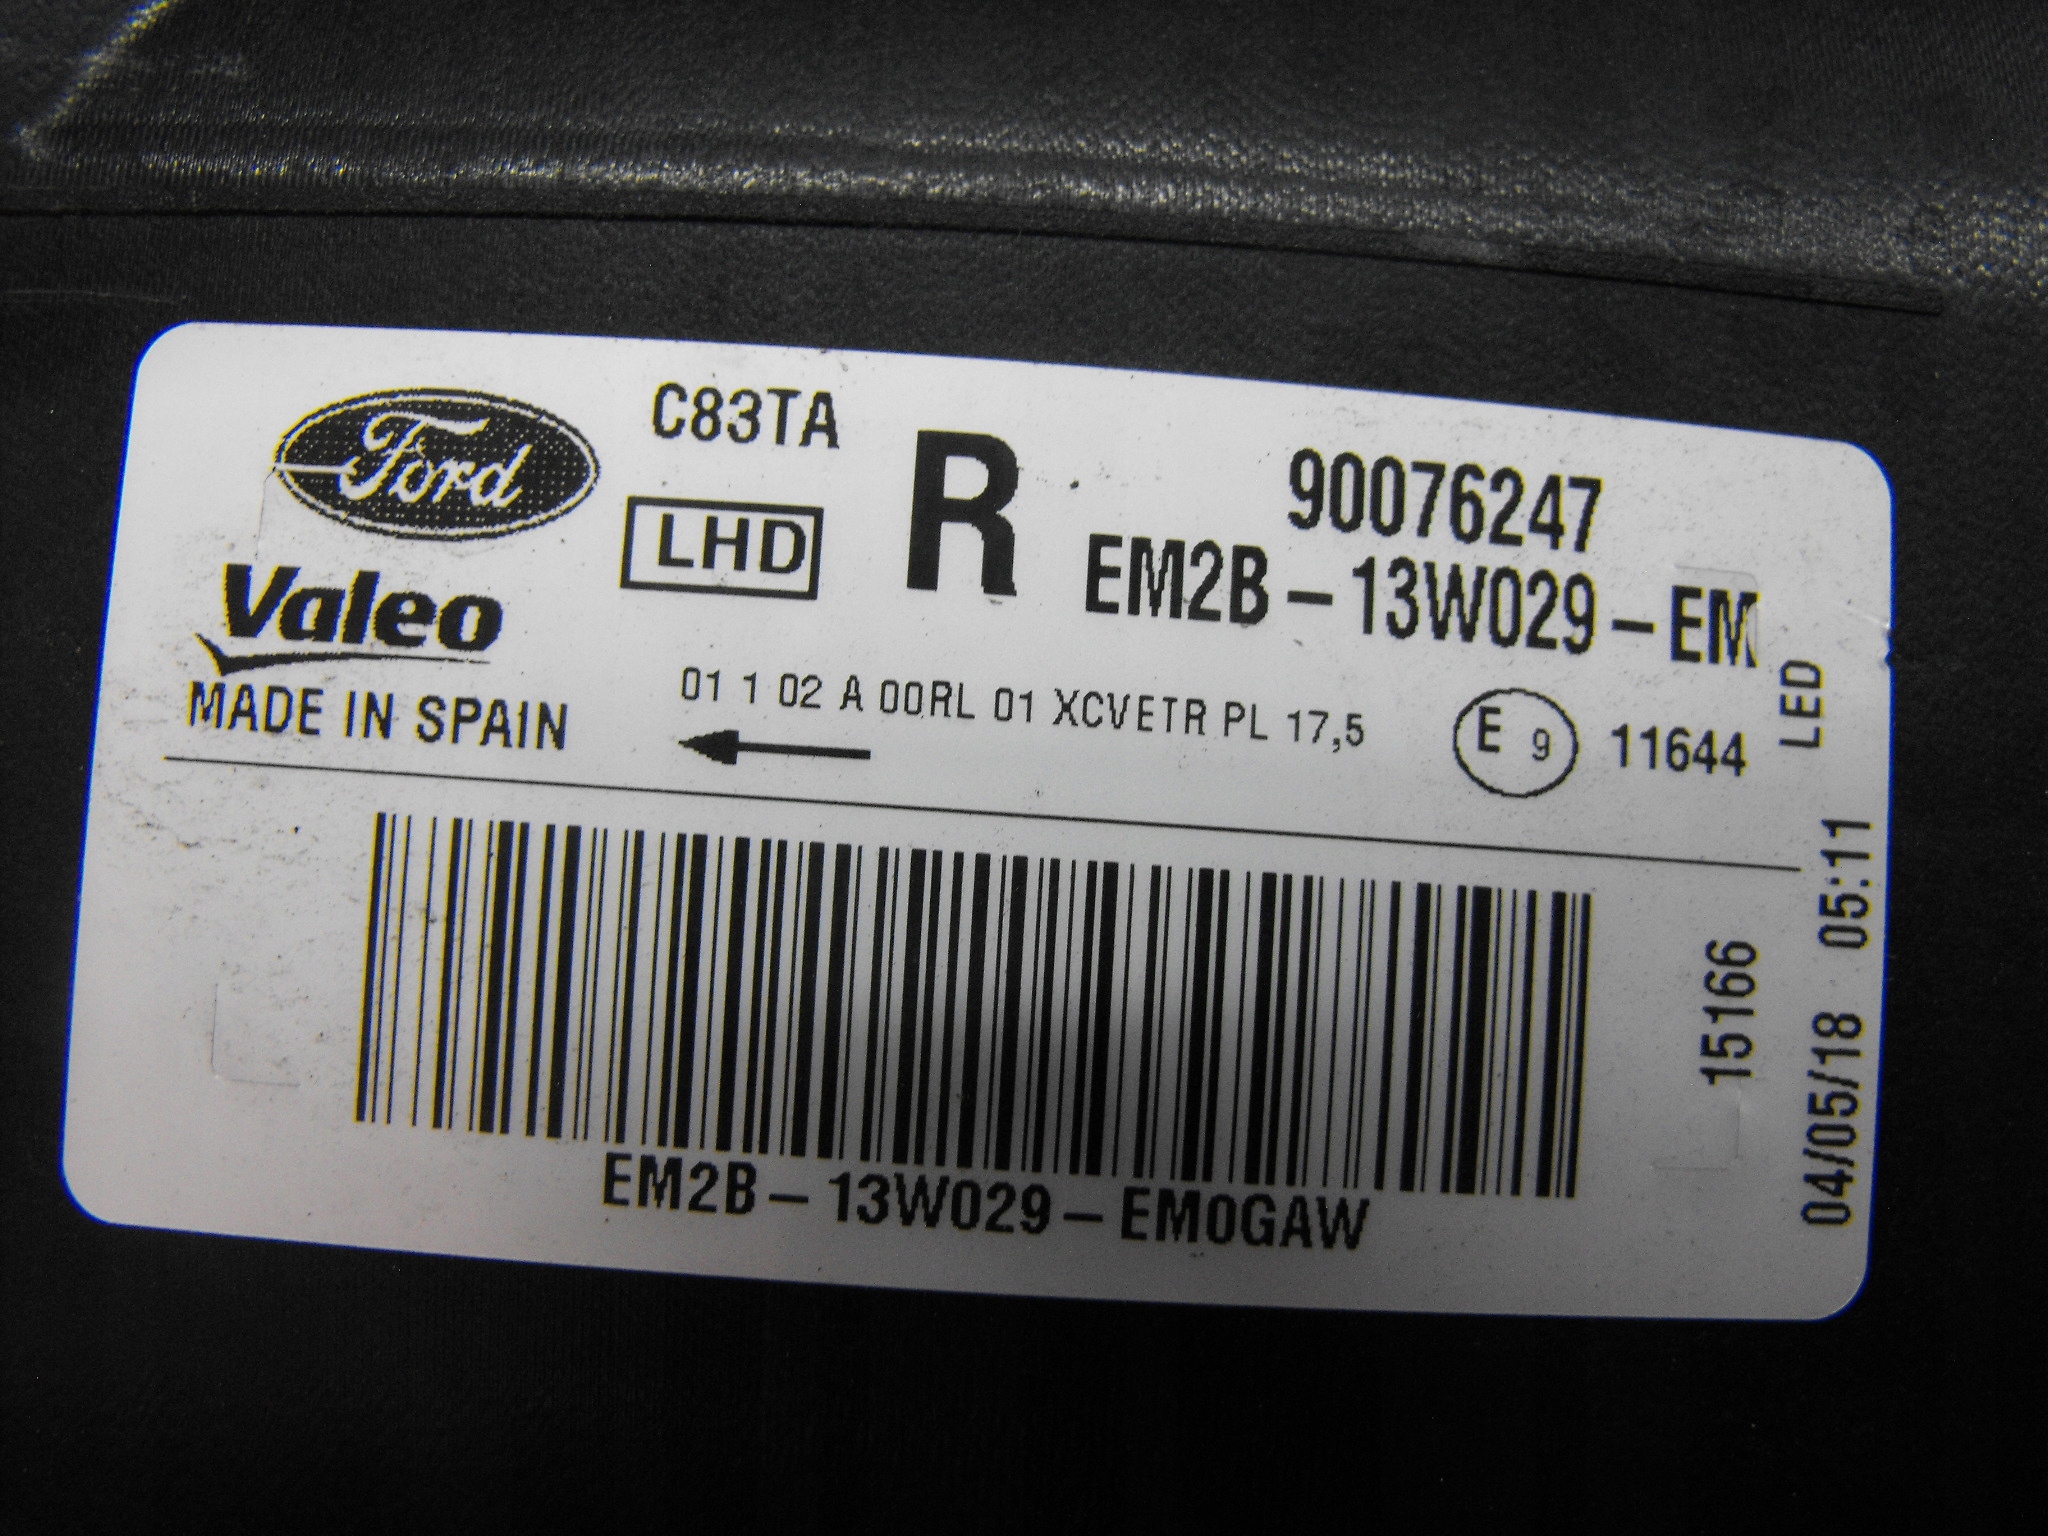 Ford
C83TA
LHD
R
90076247
EM2B-13W029-EM
Valeo
MADE IN SPAIN
01 1 02 A 00RL 01 XCVETR PL 17,5
E 9
11644
LED
15166
04/05/18 05:11
EM2B-13W029-EM0GAW